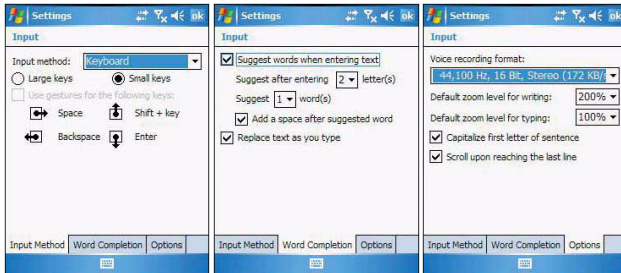 Settings
ok
Input
Input method: Keyboard
Large keys Small keys
Use gestures for the following keys:
Space Shift + key
Backspace Enter
Input Method Word Completion Options
Settings
ok
Input
Suggest words when entering text
Suggest after entering 2 letter(s)
Suggest 1 word(s)
Add a space after suggested word
Replace text as you type
Input Method Word Completion Options
Settings
ok
Input
Voice recording format:
44,100 Hz, 16 Bit, Stereo (172 KB/
Default zoom level for writing: 200%
Default zoom level for typing: 100%
Capitalize first letter of sentence
Scroll upon reaching the last line
Input Method Word Completion Options